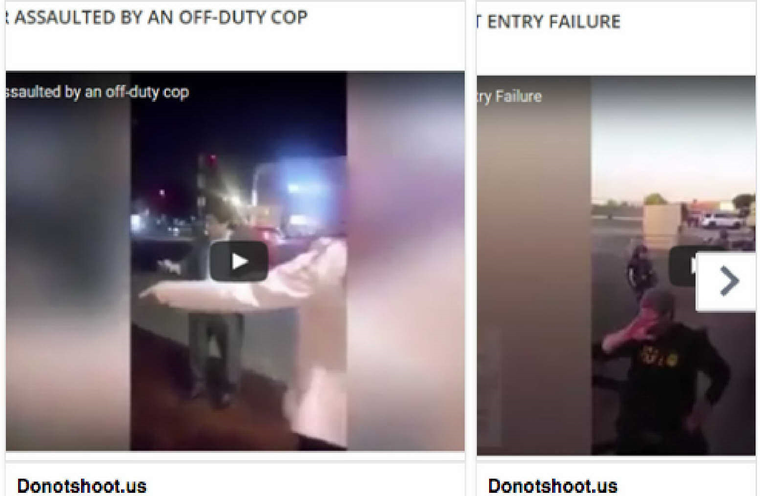 ASSAULTED BY AN OFF-DUTY COP
ssaulted by an off-duty cop
Donotshoot.us
T ENTRY FAILURE
try Failure
Donotshoot.us